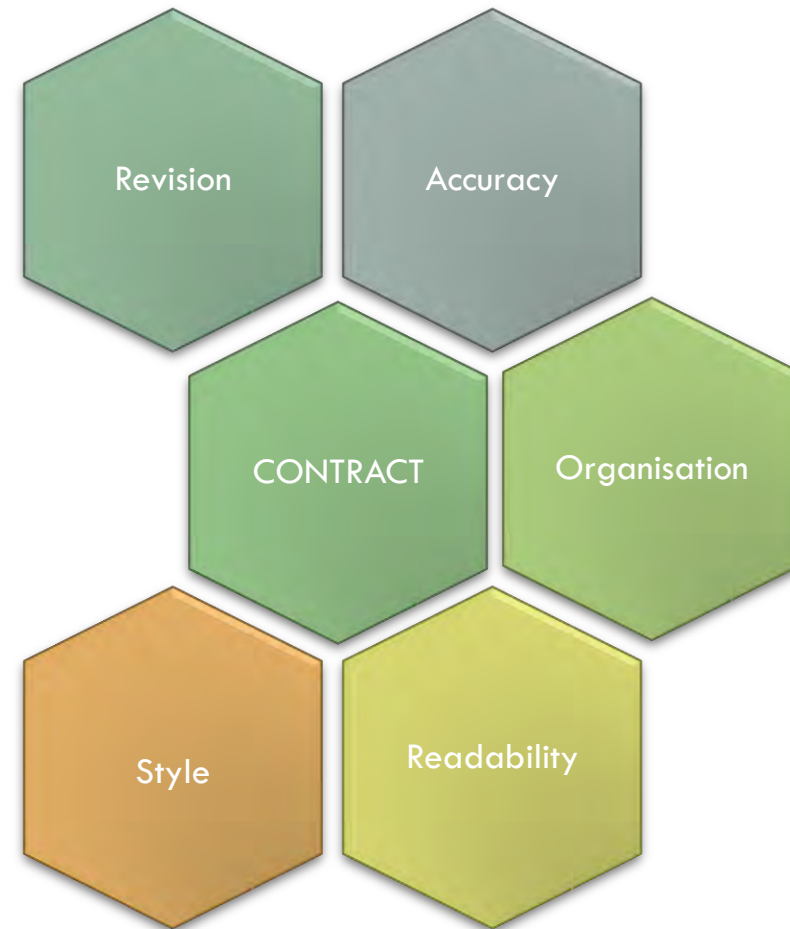 Revision
Accuracy
CONTRACT
Organisation
Style
Readability